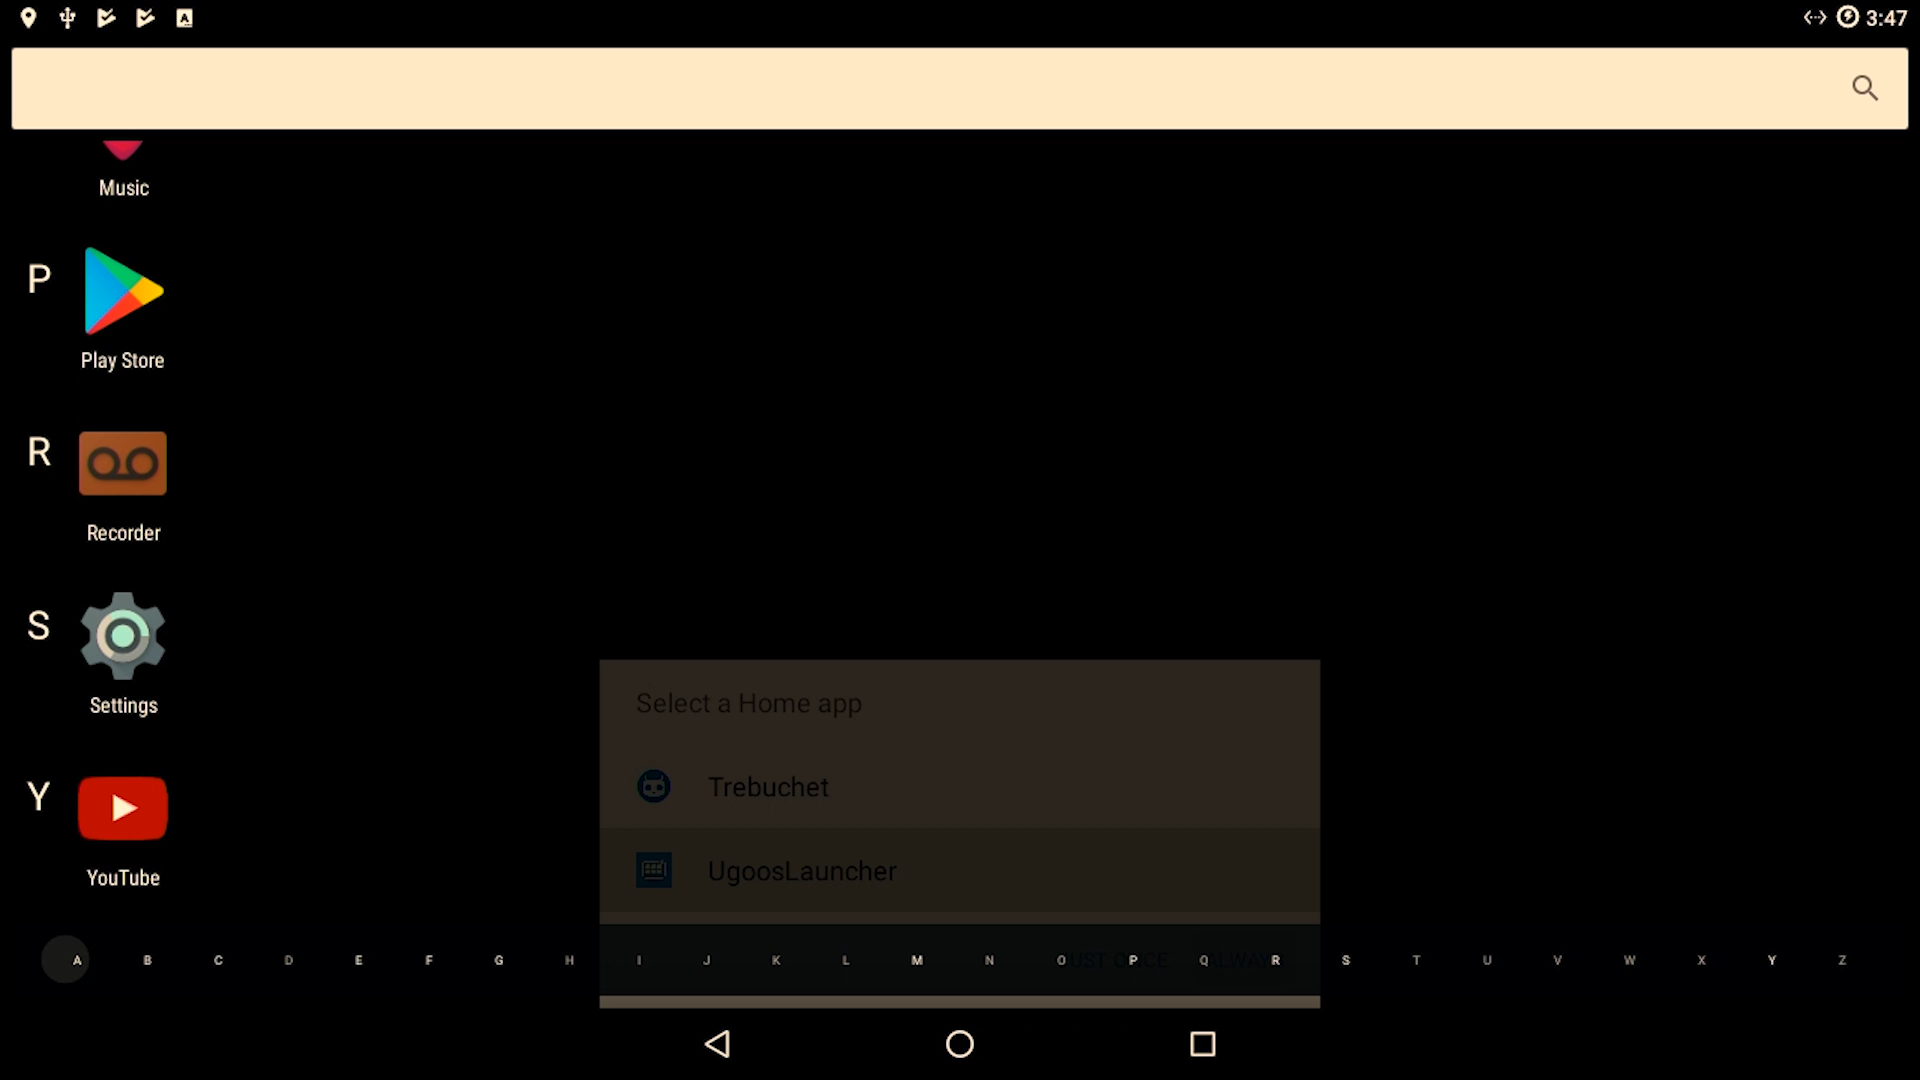 3:47
Music
P
Play Store
R
Recorder
S
Settings
Select a Home app
Trebuchet
Y
UgoosLauncher
YouTube
A B C D E F G H I J K L M N O P Q R S T U V W X Y Z